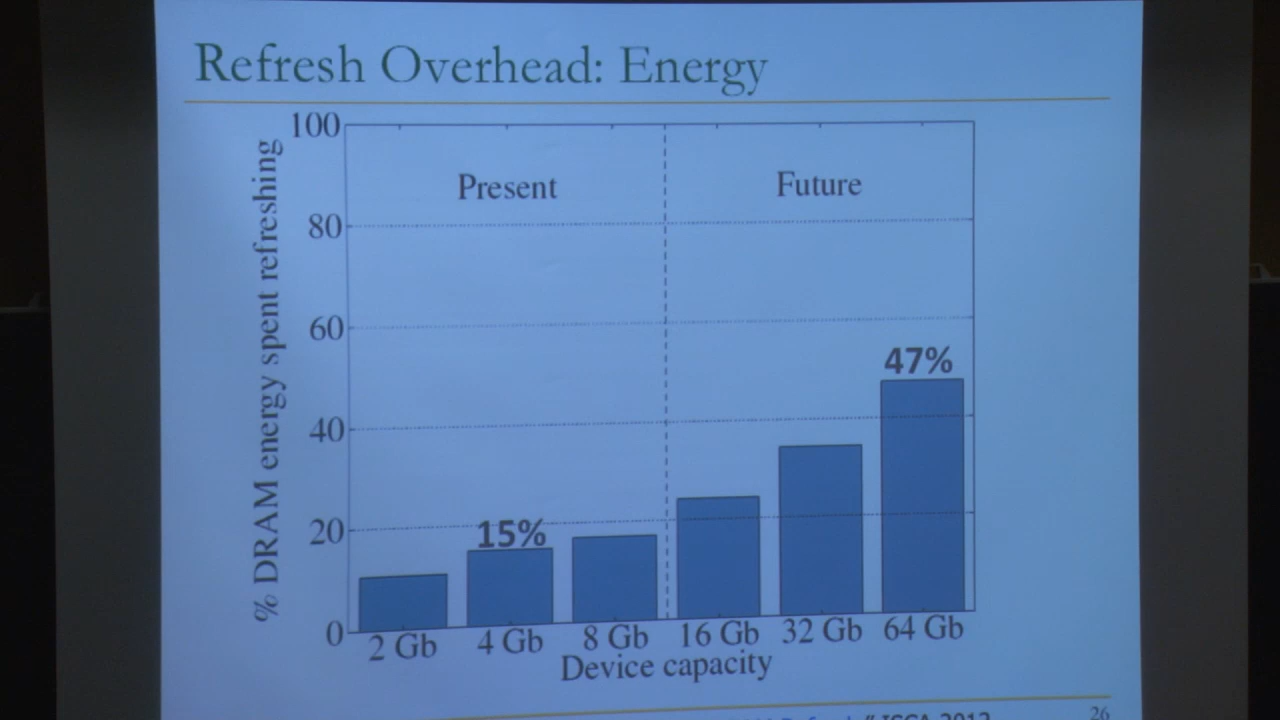 Refresh Overhead: Energy
% DRAM energy spent refreshing
100
80
60
40
20
0
Present
Future
15%
47%
2 Gb
4 Gb
8 Gb
16 Gb
32 Gb
64 Gb
Device capacity
ISCA 2012
26